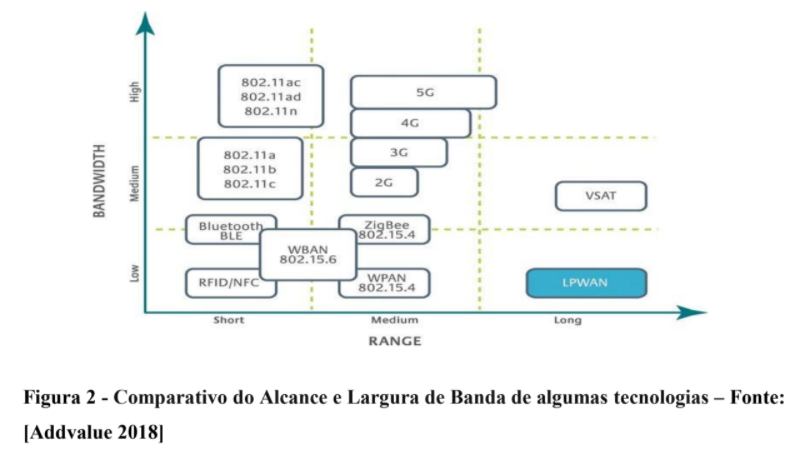 BANDWIDTH
High
Medium
Low
802.11ac
802.11ad
802.11n
5G
4G
802.11a
802.11b
802.11c
3G
2G
VSAT
Bluetooth
BLE
ZigBee
802.15.4
WBAN
802.15.6
RFID/NFC
WPAN
802.15.4
LPWAN
Short
Medium
Long
RANGE
Figura 2 - Comparativo do Alcance e Largura de Banda de algumas tecnologias – Fonte:
[Addvalue 2018]